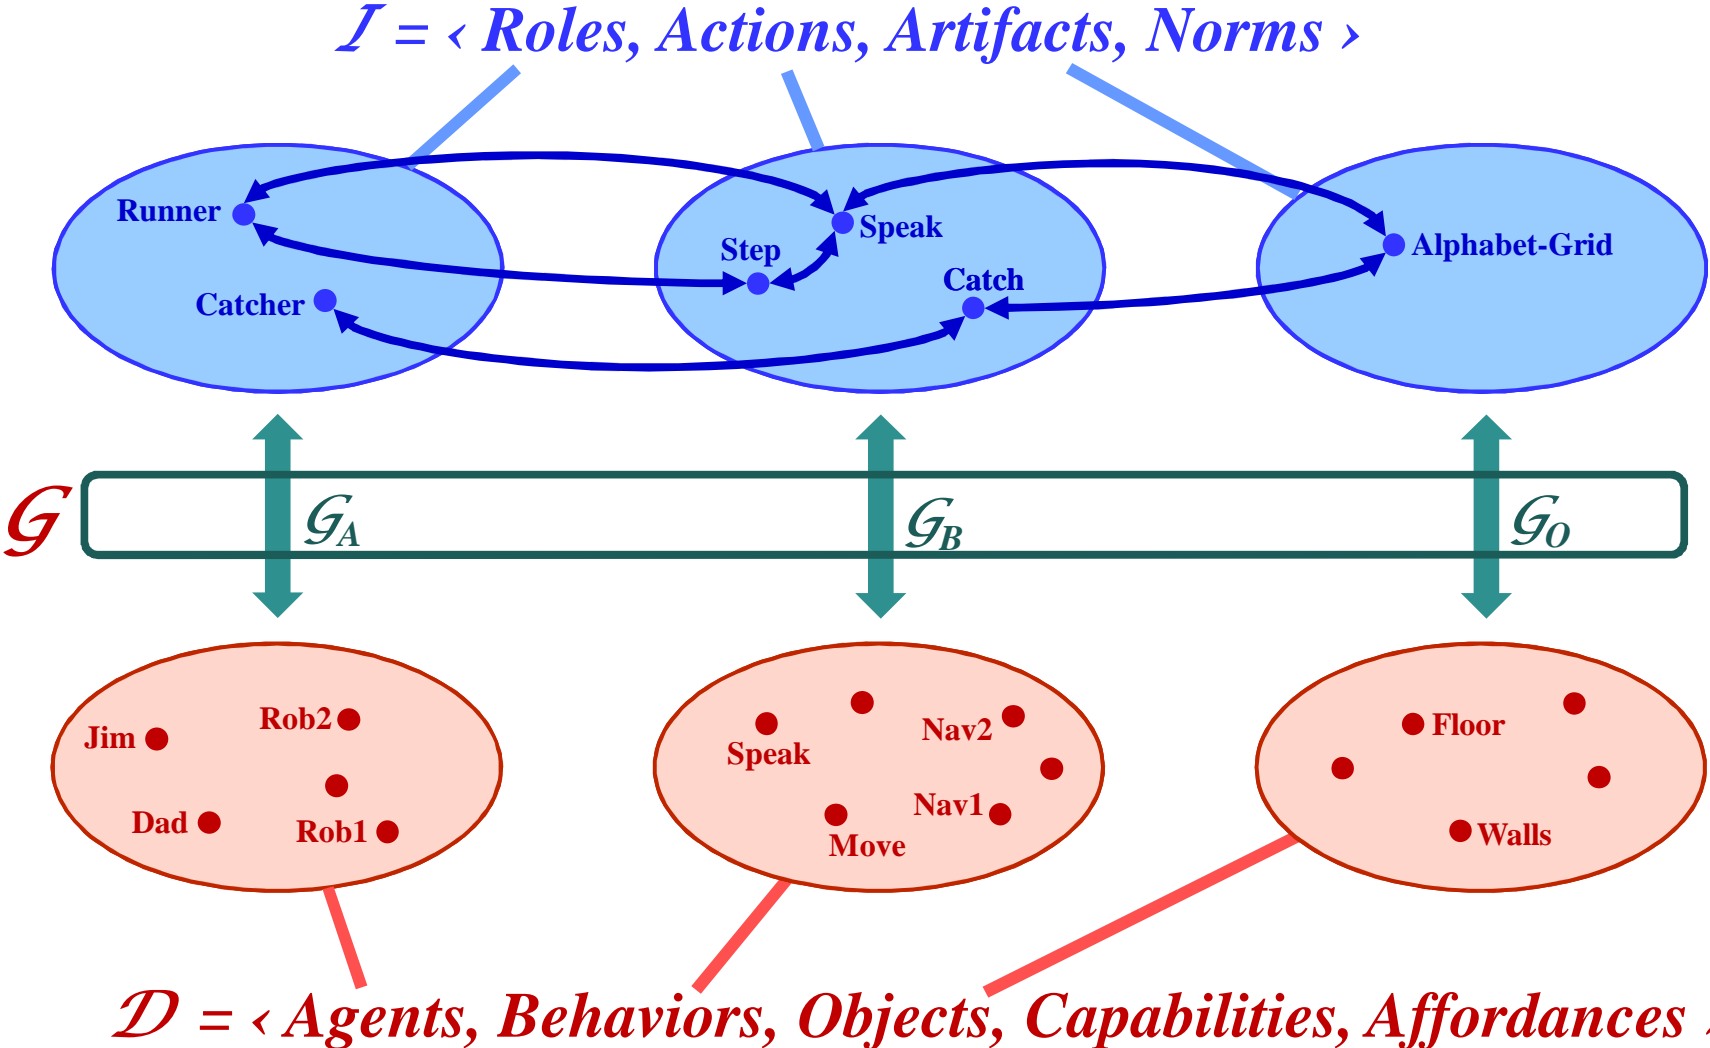 𝓘 = ‹ Roles, Actions, Artifacts, Norms ›
Runner
Speak
Step
Alphabet-Grid
Catch
Catcher
𝒢
𝒢A
𝒢B
𝒢O
Jim
Rob2
Dad
Rob1
Speak
Nav2
Nav1
Move
Floor
Walls
𝒟 = ‹ Agents, Behaviors, Objects, Capabilities, Affordances ›